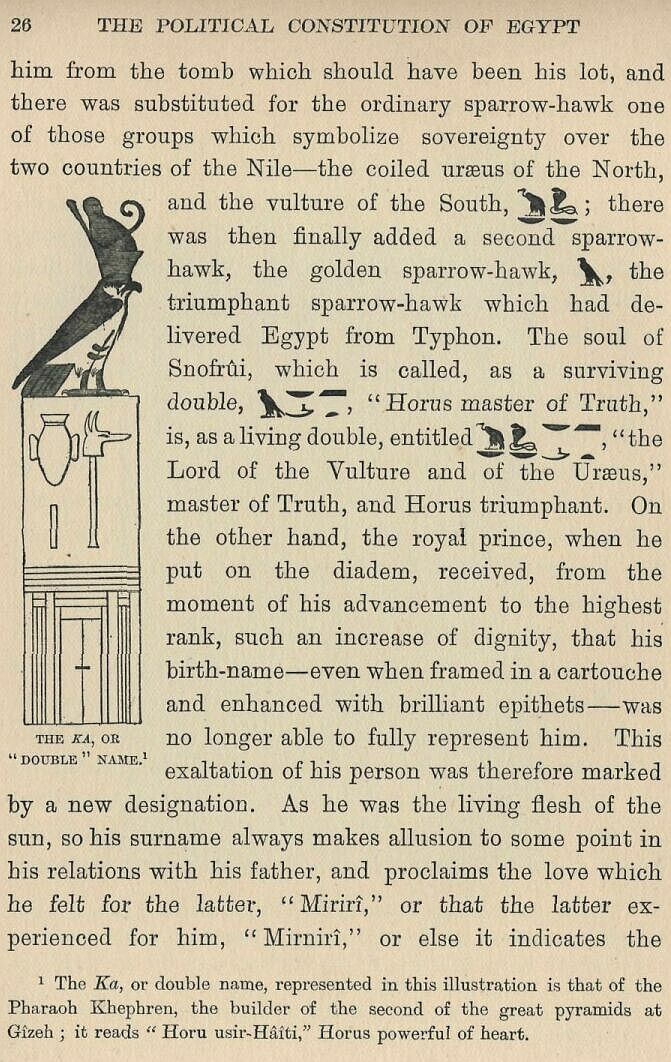 26 THE POLITICAL CONSTITUTION OF EGYPT
him from the tomb which should have been his lot, and
there was substituted for the ordinary sparrow-hawk one
of those groups which symbolize sovereignty over the
two countries of the Nile—the coiled uræus of the North,
and the vulture of the South, ; there
was then finally added a second sparrow-
hawk, the golden sparrow-hawk, , the
triumphant sparrow-hawk which had de-
livered Egypt from Typhon. The soul of
Snofrûi, which is called, as a surviving
double, , “Horus master of Truth,”
is, as a living double, entitled , “the
Lord of the Vulture and of the Uræus,”
master of Truth, and Horus triumphant. On
the other hand, the royal prince, when he
put on the diadem, received, from the
moment of his advancement to the highest
rank, such an increase of dignity, that his
birth-name—even when framed in a cartouche
and enhanced with brilliant epithets—was
no longer able to fully represent him. This
exaltation of his person was therefore marked
THE KA, OR
“DOUBLE” NAME.¹
by a new designation. As he was the living flesh of the
sun, so his surname always makes allusion to some point in
his relations with his father, and proclaims the love which
he felt for the latter, “Mirirî,” or that the latter ex-
perienced for him, “Mirnirî,” or else it indicates the
¹ The Ka, or double name, represented in this illustration is that of the
Pharaoh Khephren, the builder of the second of the great pyramids at
Gîzeh ; it reads “Horu usir-Hâîti,” Horus powerful of heart.